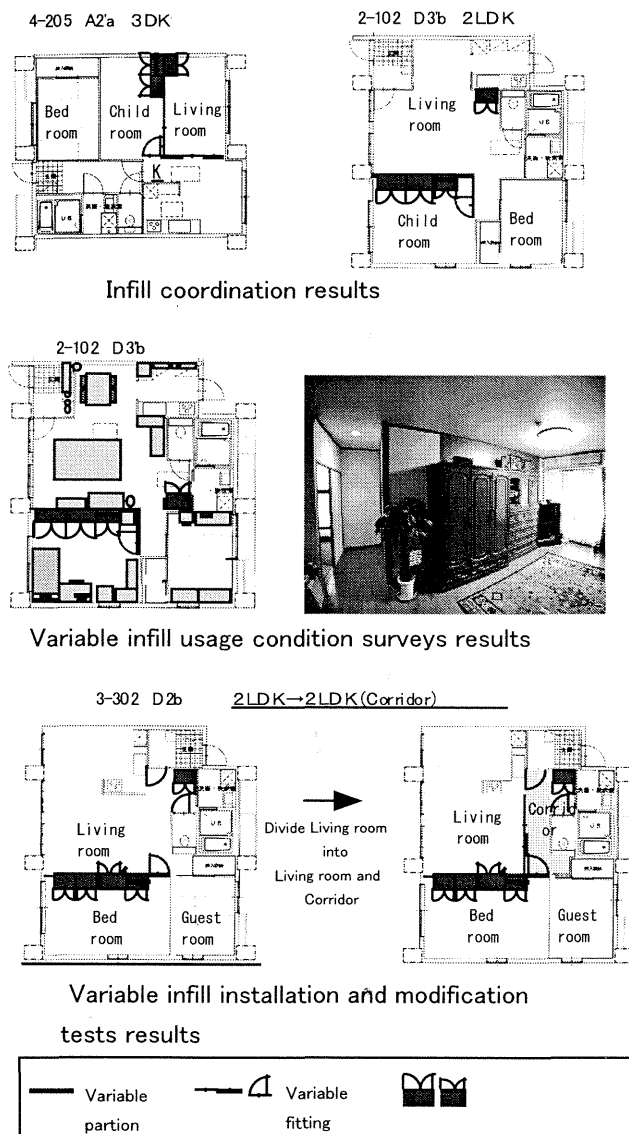 4-205 A2'a 3DK
2-102 D3'b 2LDK
Bed
room
Child
room
Living
room
K
Living
room
Child
room
Bed
room
Infill coordination results
2-102 D3'b
Variable infill usage condition surveys results
3-302 D2b 2LDK→2LDK(Corridor)
Living
room
Bed
room
Guest
room
Divide Living room
into
Living room and
Corridor
Living
room
Corrid
or
Bed
room
Guest
room
Variable infill installation and modification
tests results
Variable
partion
Variable
fitting